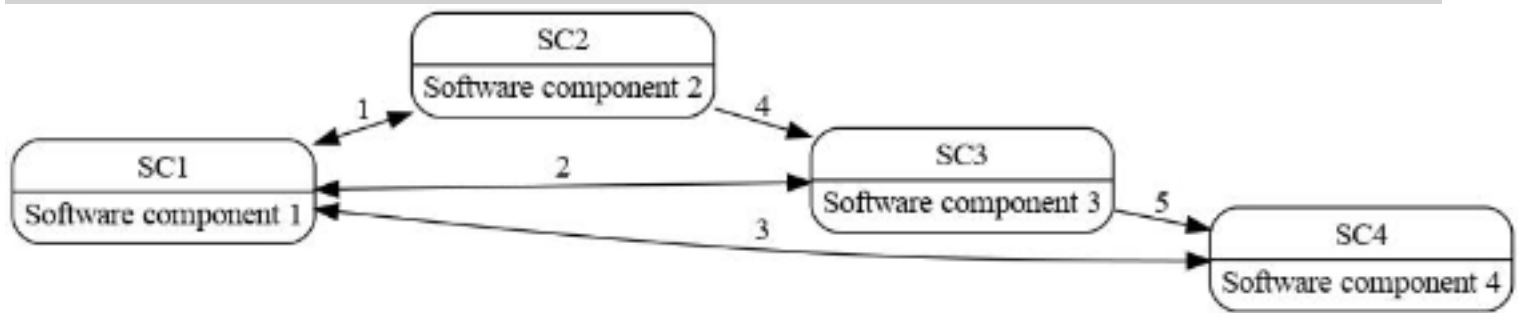 SC2
Software component 2
1
4
SC1
Software component 1
2
SC3
Software component 3
3
5
SC4
Software component 4